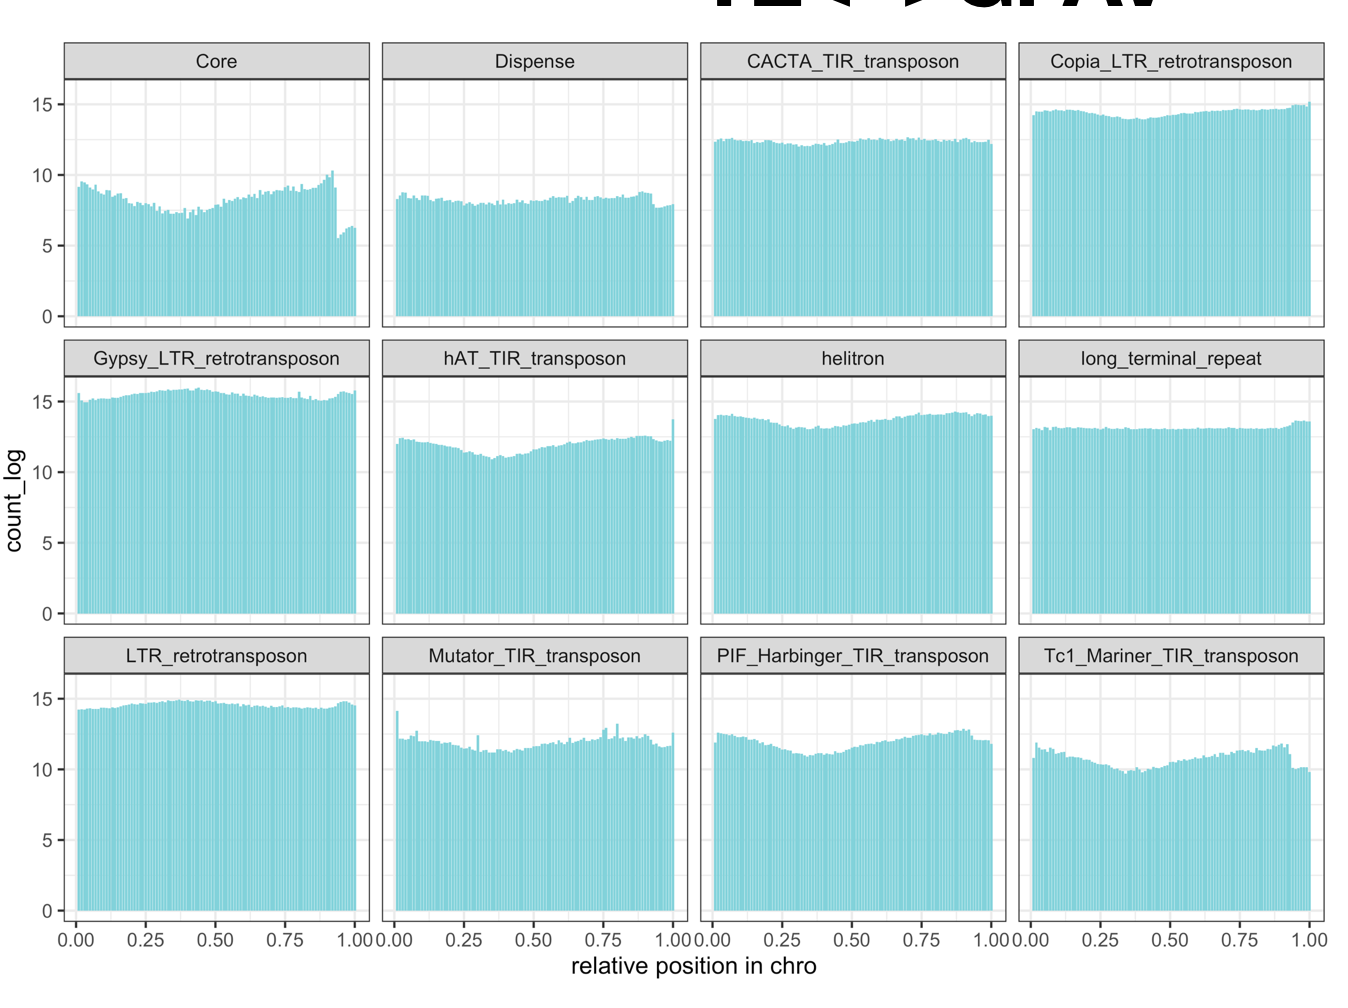 Core Dispense CACTA_TIR_transposon Copia_LTR_retrotransposon
15
10
5
0
Gypsy_LTR_retrotransposon hAT_TIR_transposon helitron long_terminal_repeat
15
10
5
0
count_log
LTR_retrotransposon Mutator_TIR_transposon PIF_Harbinger_TIR_transposon Tc1_Mariner_TIR_transposon
15
10
5
0
0.00 0.25 0.50 0.75 1.00 0.00 0.25 0.50 0.75 1.00 0.00 0.25 0.50 0.75 1.00 0.00 0.25 0.50 0.75 1.00
relative position in chro